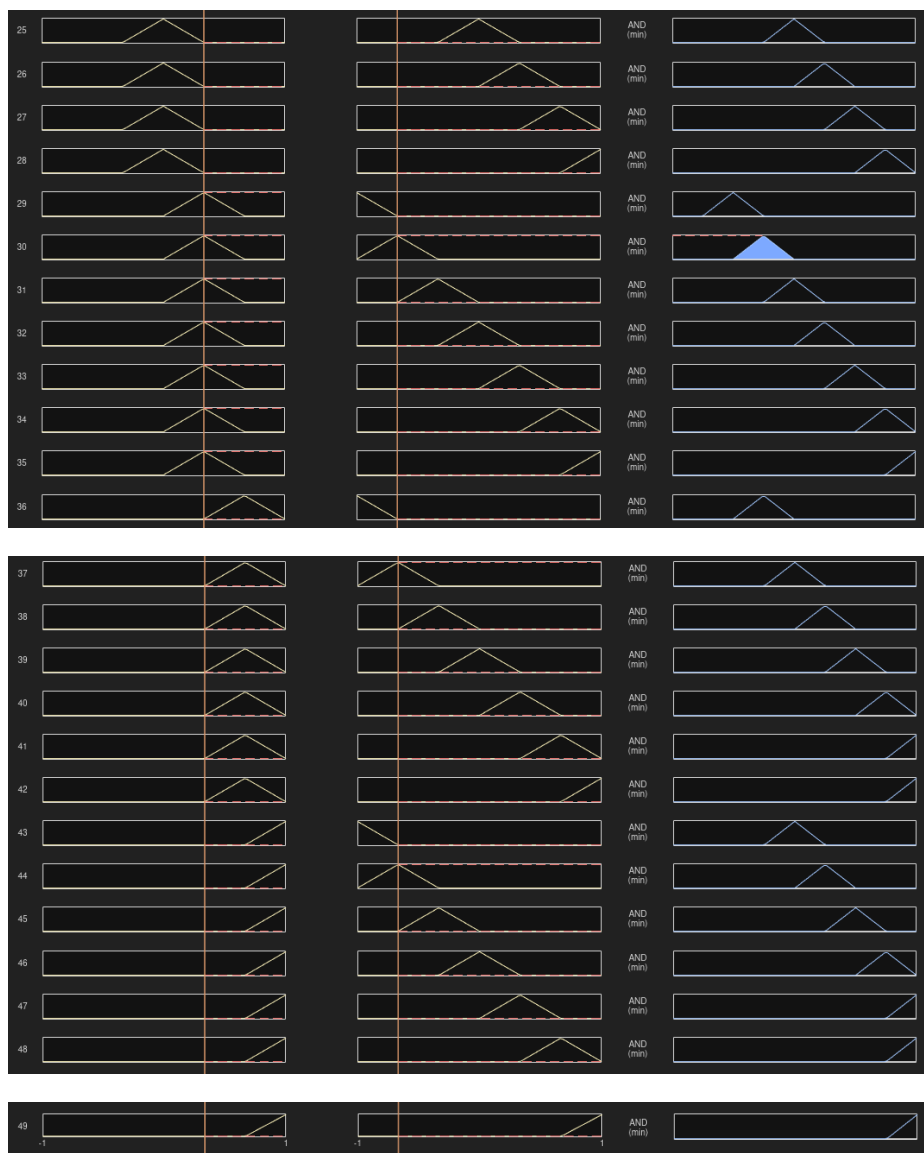 25 AND
(min)
26 AND
(min)
27 AND
(min)
28 AND
(min)
29 AND
(min)
30 AND
(min)
31 AND
(min)
32 AND
(min)
33 AND
(min)
34 AND
(min)
35 AND
(min)
36 AND
(min)
37 AND
(min)
38 AND
(min)
39 AND
(min)
40 AND
(min)
41 AND
(min)
42 AND
(min)
43 AND
(min)
44 AND
(min)
45 AND
(min)
46 AND
(min)
47 AND
(min)
48 AND
(min)
49 AND
(min)
-1 1 -1 1